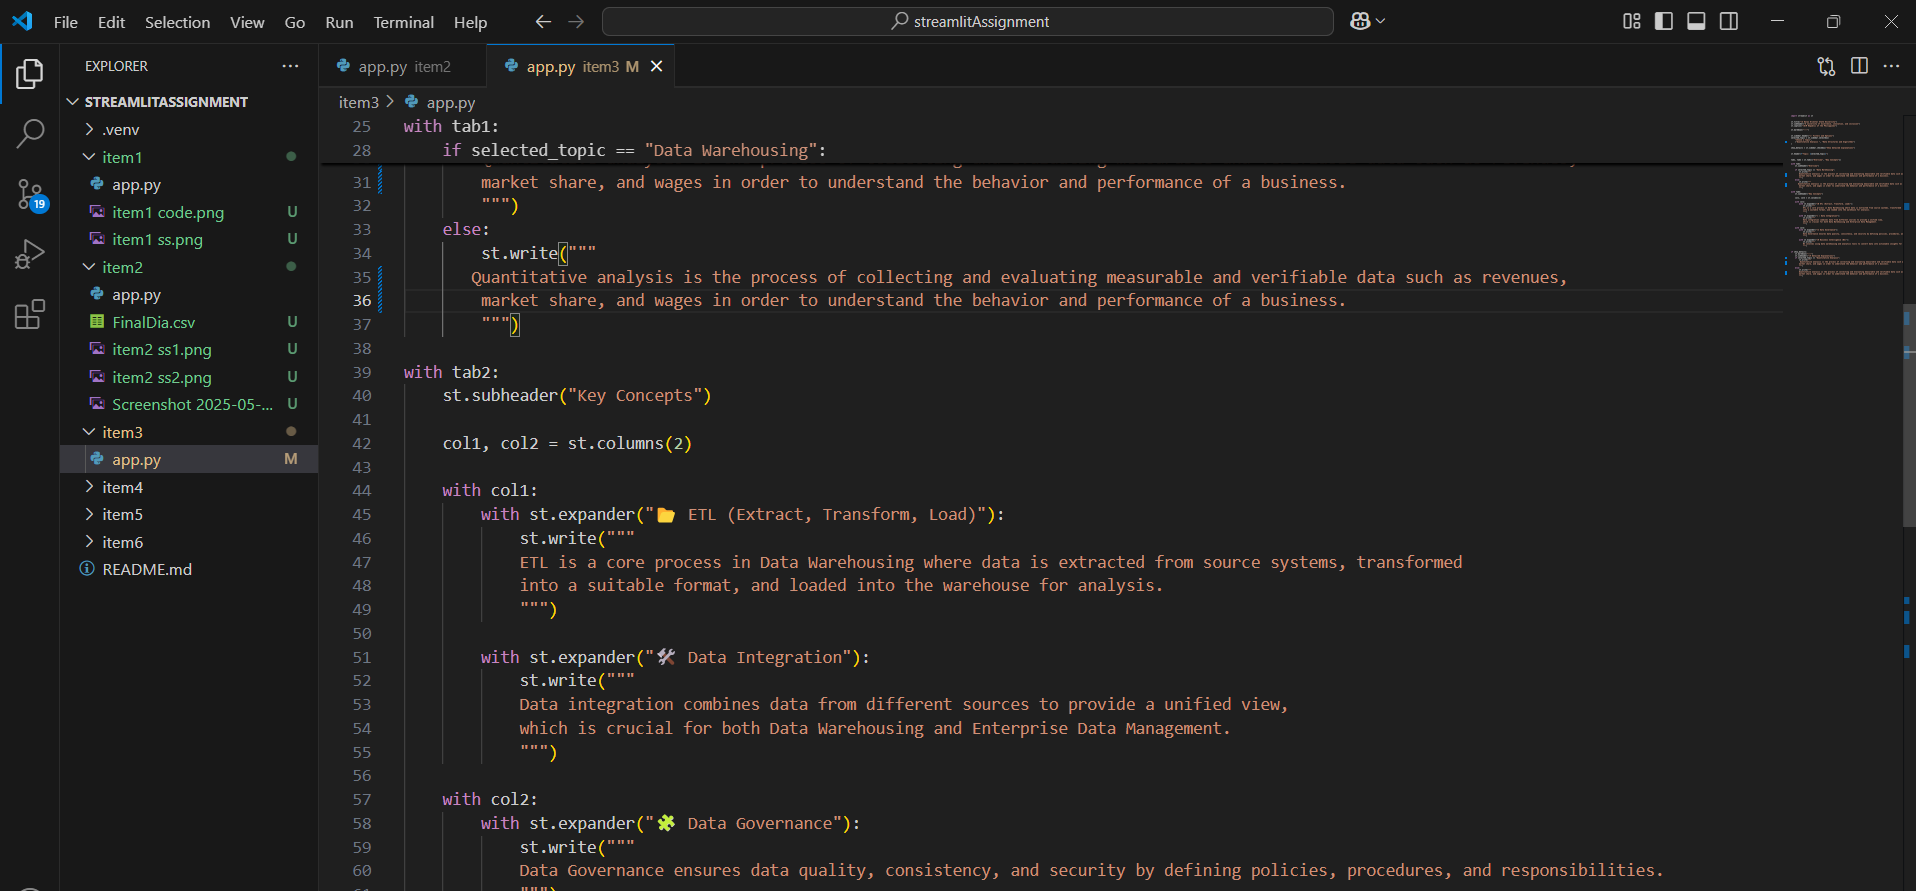 File Edit Selection View Go Run Terminal Help
streamlitAssignment
EXPLORER
STREAMLITASSIGNMENT
.venv
item1
app.py
item1 code.png U
item1 ss.png U
item2
app.py
FinalDia.csv U
item2 ss1.png U
item2 ss2.png U
Screenshot 2025-05-... U
item3
app.py M
item4
item5
item6
README.md
19
app.py item2
app.py item3 M
item3 > app.py
25 with tab1:
28 if selected_topic == "Data Warehousing":
31 market share, and wages in order to understand the behavior and performance of a business.
32 """)
33 else:
34 st.write("""
35 Quantitative analysis is the process of collecting and evaluating measurable and verifiable data such as revenues,
36 market share, and wages in order to understand the behavior and performance of a business.
37 """)
38
39 with tab2:
40 st.subheader("Key Concepts")
41
42 col1, col2 = st.columns(2)
43
44 with col1:
45 with st.expander("📂 ETL (Extract, Transform, Load)"):
46 st.write("""
47 ETL is a core process in Data Warehousing where data is extracted from source systems, transformed
48 into a suitable format, and loaded into the warehouse for analysis.
49 """)
50
51 with st.expander("🛠️ Data Integration"):
52 st.write("""
53 Data integration combines data from different sources to provide a unified view,
54 which is crucial for both Data Warehousing and Enterprise Data Management.
55 """)
56
57 with col2:
58 with st.expander("🧩 Data Governance"):
59 st.write("""
60 Data Governance ensures data quality, consistency, and security by defining policies, procedures, and responsibilities.